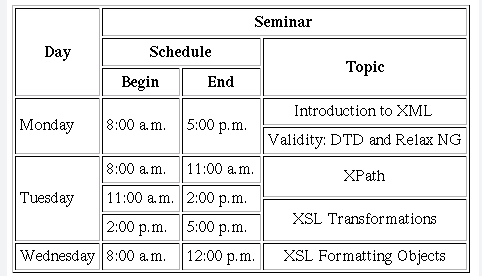 Day
Seminar
Schedule
Topic
Begin
End
Monday
8:00 a.m.
5:00 p.m.
Introduction to XML
Validity: DTD and Relax NG
Tuesday
8:00 a.m.
11:00 a.m.
XPath
11:00 a.m.
2:00 p.m.
XSL Transformations
2:00 p.m.
5:00 p.m.
Wednesday
8:00 a.m.
12:00 p.m.
XSL Formatting Objects